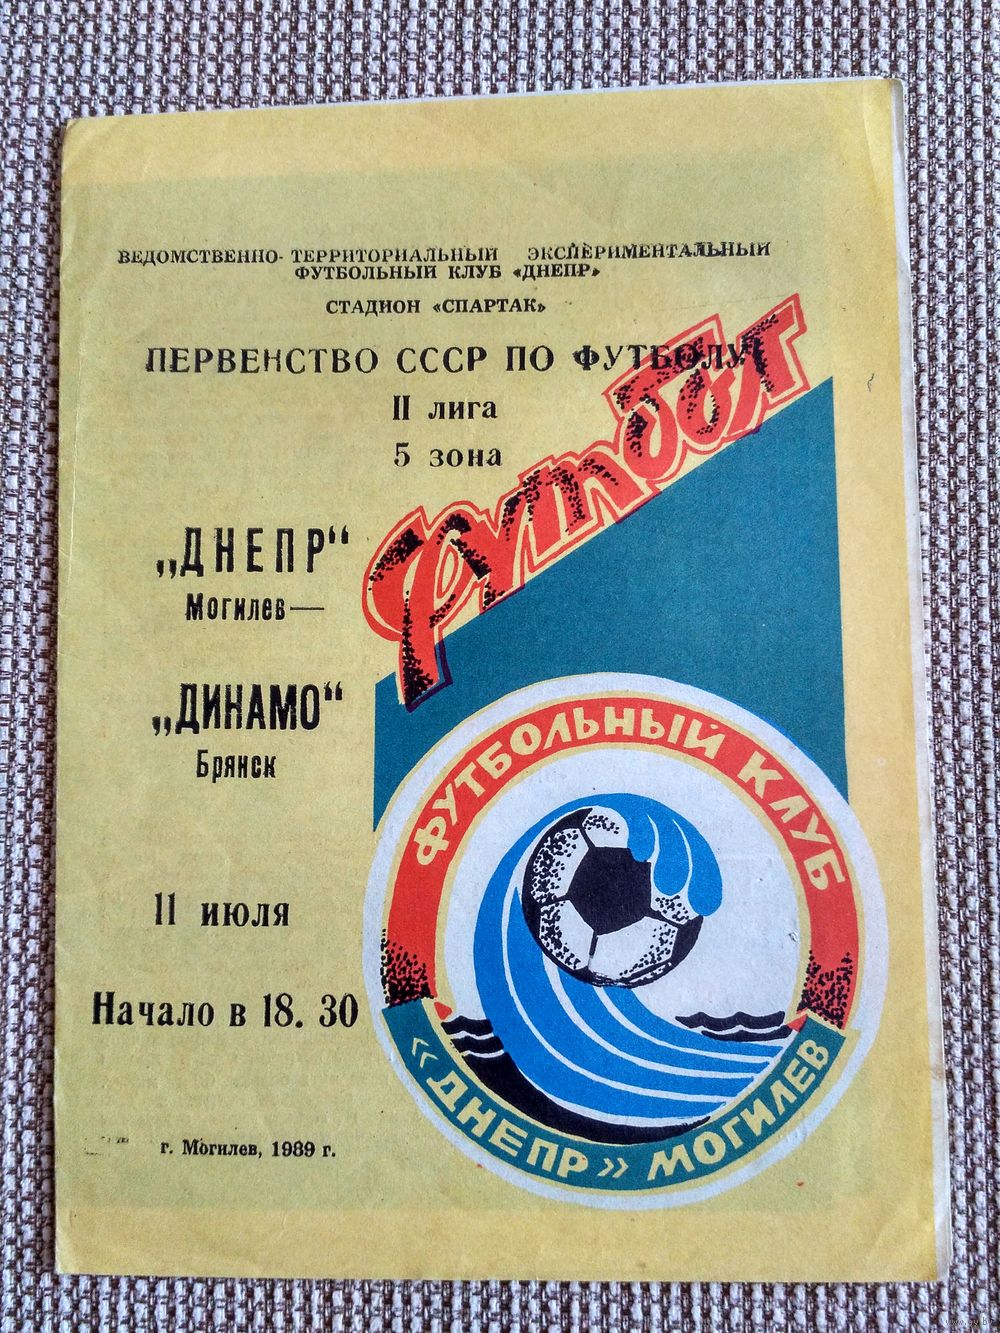 ВЕДОМСТВЕННО-ТЕРРИТОРИАЛЬНЫЙ ЭКСПЕРИМЕНТАЛЬНЫЙ
ФУТБОЛЬНЫЙ КЛУБ «ДНЕПР»
СТАДИОН «СПАРТАК»
ПЕРВЕНСТВО СССР ПО ФУТБОЛУ
II лига
5 зона
футбол
„ДНЕПР“
Могилев—
„ДИНАМО“
Брянск
11 июля
Начало в 18. 30
ФУТБОЛЬНЫЙ КЛУБ
«ДНЕПР» МОГИЛЕВ
г. Могилев, 1989 г.